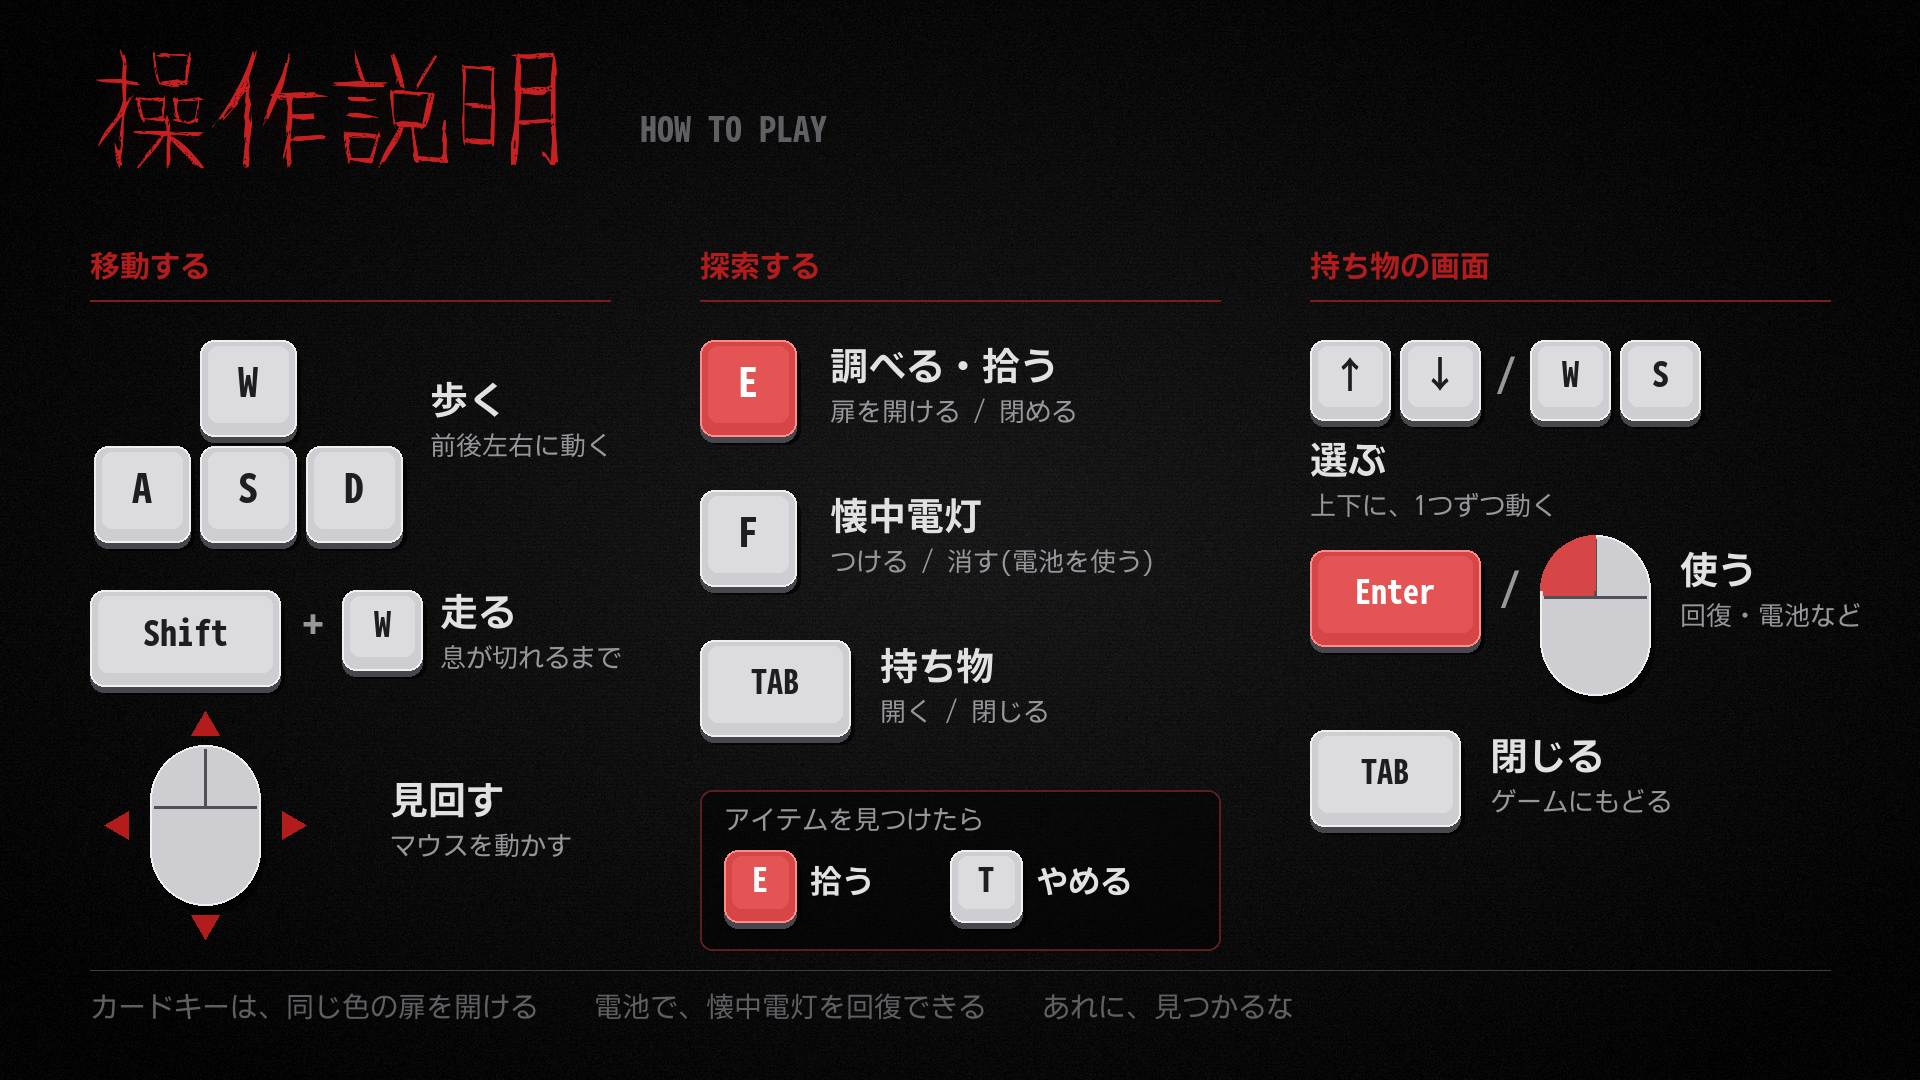 操作説明
HOW TO PLAY
移動する
W
A S D
歩く
前後左右に動く
Shift + W
走る
息が切れるまで
見回す
マウスを動かす
探索する
E
調べる・拾う
扉を開ける / 閉める
F
懐中電灯
つける / 消す(電池を使う)
TAB
持ち物
開く / 閉じる
アイテムを見つけたら
E 拾う T やめる
持ち物の画面
↑ ↓ / W S
選ぶ
上下に、1つずつ動く
Enter /
使う
回復・電池など
TAB
閉じる
ゲームにもどる
カードキーは、同じ色の扉を開ける 電池で、懐中電灯を回復できる あれに、見つかるな